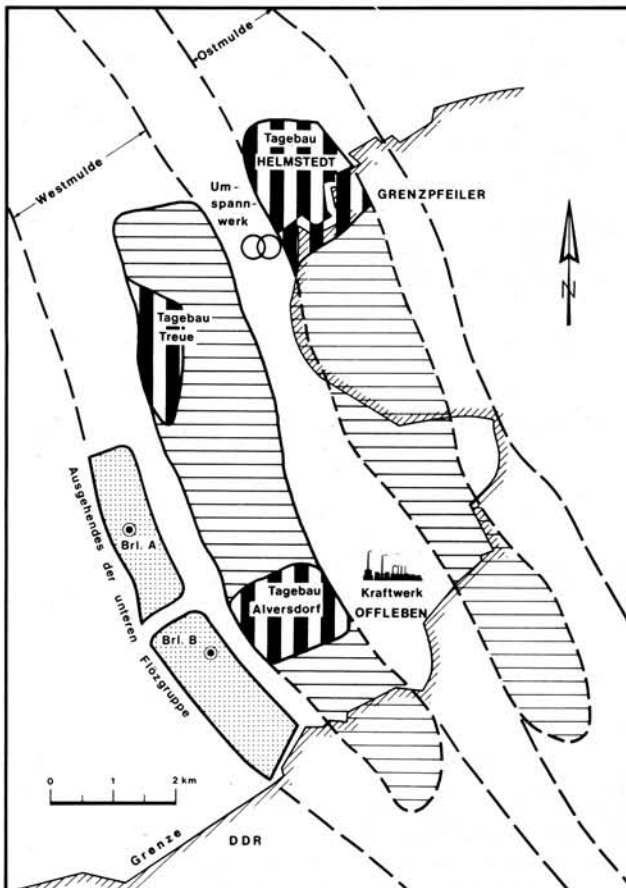 Ostmulde
Westmulde
Tagebau
HELMSTEDT
Um-
spann-
werk
GRENZPFEILER
N
Tagebau
Treue
Ausgehendes der unteren Flözgruppe
Brl. A
Brl. B
Tagebau
Alversdorf
Kraftwerk
OFFLEBEN
0 1 2 km
Grenze
DDR